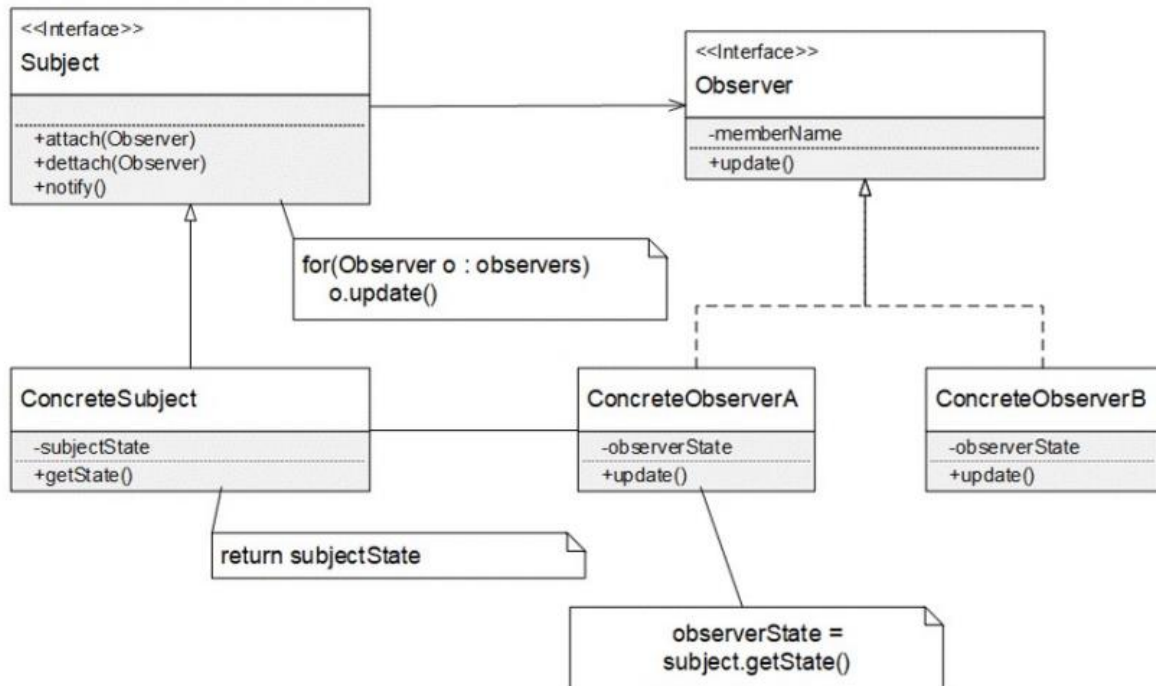 <<Interface>>
Subject
+attach(Observer)
+dettach(Observer)
+notify()
<<Interface>>
Observer
-memberName
+update()
for(Observer o : observers)
o.update()
ConcreteSubject
-subjectState
+getState()
ConcreteObserverA
-observerState
+update()
ConcreteObserverB
-observerState
+update()
return subjectState
observerState =
subject.getState()